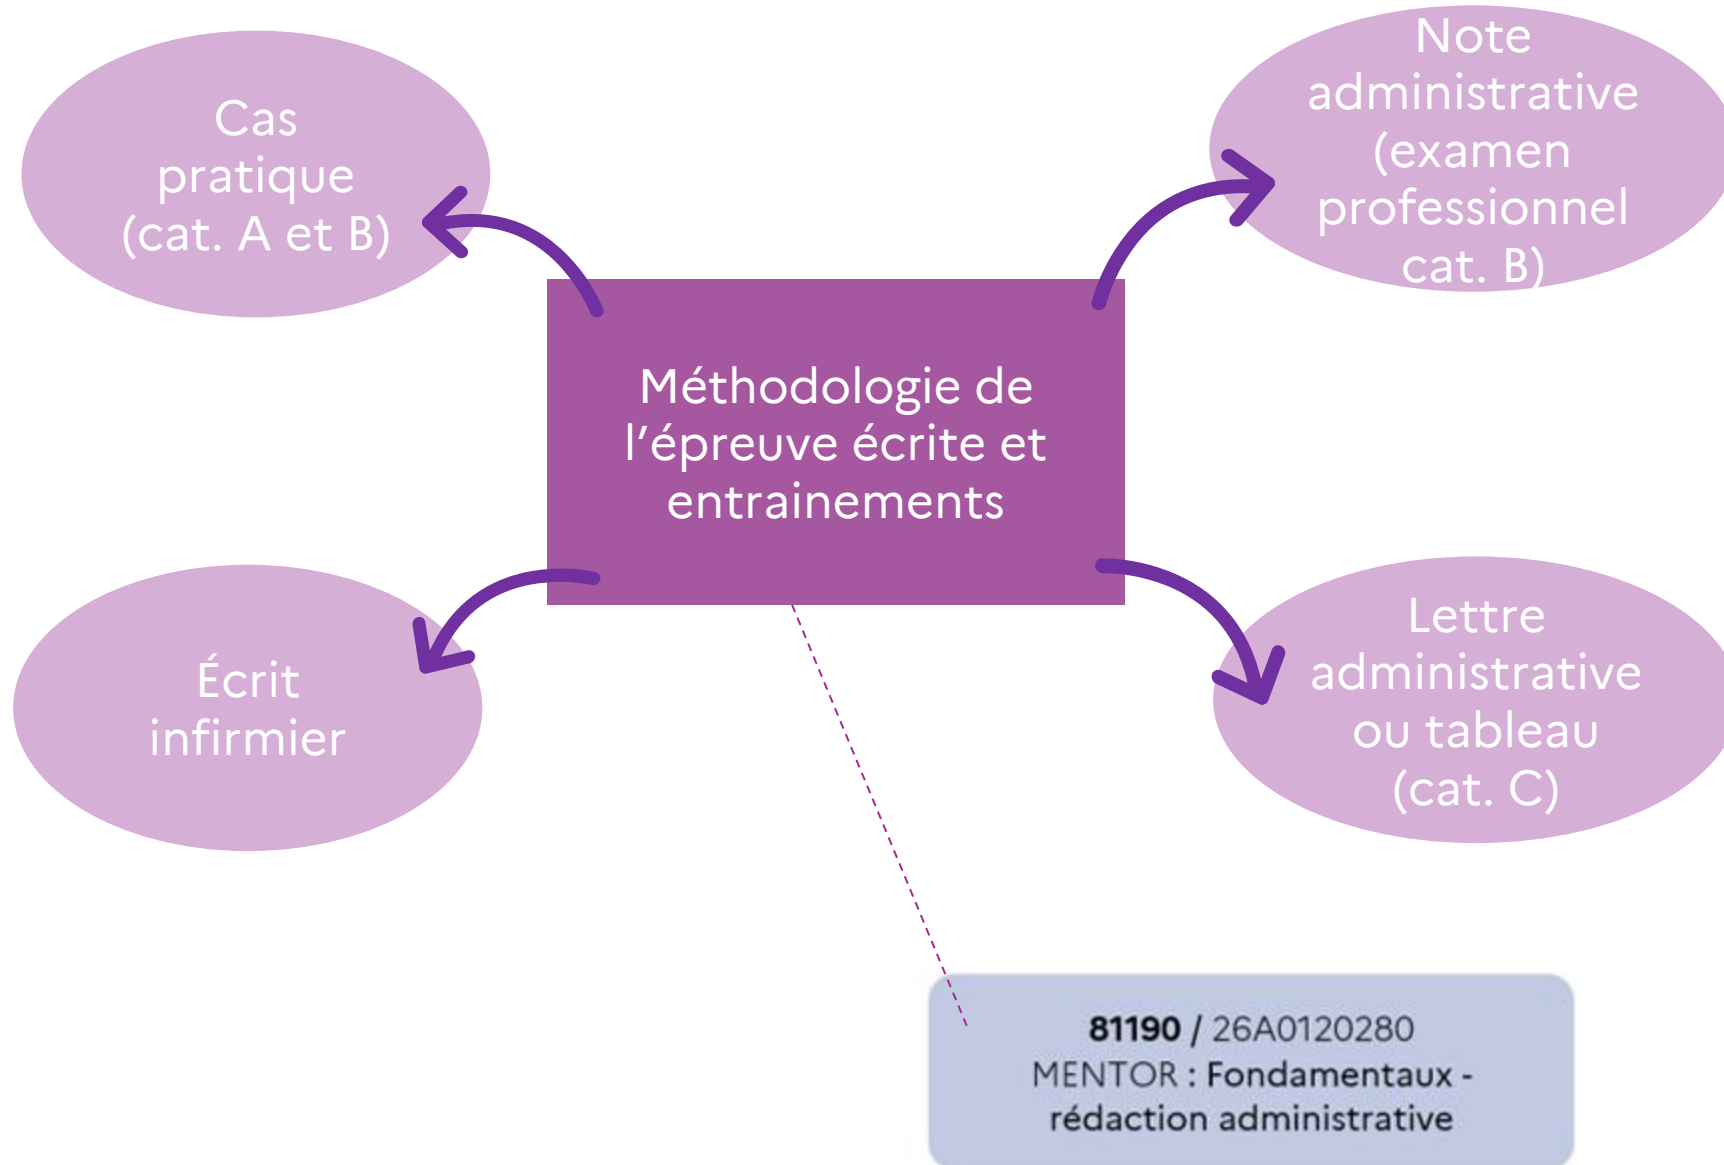 Cas
pratique
(cat. A et B)
Note
administrative
(examen
professionnel
cat. B)
Méthodologie de
l’épreuve écrite et
entrainements
Écrit
infirmier
Lettre
administrative
ou tableau
(cat. C)
81190 / 26A0120280
MENTOR : Fondamentaux -
rédaction administrative